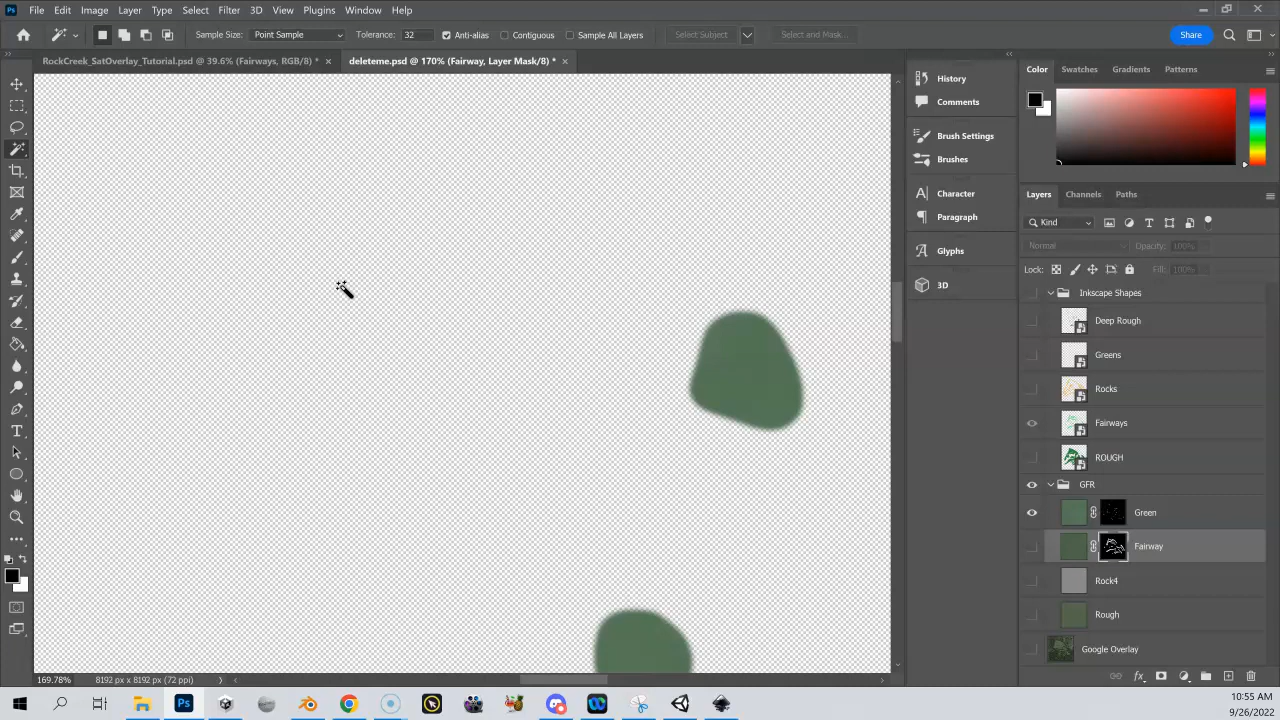 Ps File Edit Image Layer Type Select Filter 3D View Plugins Window Help
Sample Size: Point Sample Tolerance: 32 Anti-alias Contiguous Sample All Layers Select Subject Select and Mask... Share
RockCreek_SatOverlay_Tutorial.psd @ 39.6% (Fairways, RGB/8) * × deleteme.psd @ 170% (Fairway, Layer Mask/8) * ×
History
Comments
Brush Settings
Brushes
Character
Paragraph
Glyphs
3D
Color Swatches Gradients Patterns
Layers Channels Paths
Kind
Normal Opacity: 100%
Lock: Fill: 100%
Inkscape Shapes
Deep Rough
Greens
Rocks
Fairways
ROUGH
GFR
Green
Fairway
Rock4
Rough
Google Overlay
169.78% 8192 px x 8192 px (72 ppi)
Ps
10:55 AM
9/26/2022